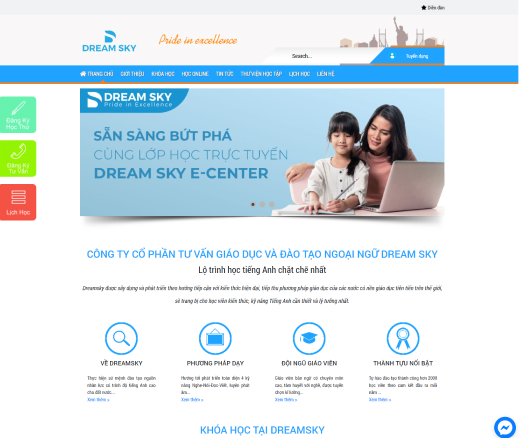 ★ Diễn đàn
DREAM SKY
Pride in excellence
Search...
Tuyển dụng
TRANG CHỦ GIỚI THIỆU KHÓA HỌC HỌC ONLINE TIN TỨC THƯ VIỆN HỌC TẬP LỊCH HỌC LIÊN HỆ
Đăng Ký
Học Thử
Đăng Ký
Tư Vấn
Lịch Học
DREAM SKY
Pride in Excellence
SẴN SÀNG BỨT PHÁ
CÙNG LỚP HỌC TRỰC TUYẾN
DREAM SKY E-CENTER
CÔNG TY CỔ PHẦN TƯ VẤN GIÁO DỤC VÀ ĐÀO TẠO NGOẠI NGỮ DREAM SKY
Lộ trình học tiếng Anh chặt chẽ nhất
Dreamsky được xây dựng và phát triển theo hướng tiếp cận với kiến thức hiện đại, tiếp thu phương pháp giáo dục của các nước có nền giáo dục tiên tiến trên thế giới,
sẽ trang bị cho học viên kiến thức, kỹ năng Tiếng Anh cần thiết và lý tưởng nhất.
VỀ DREAMSKY
Thực hiện sứ mệnh đào tạo nguồn
nhân lực có trình độ tiếng Anh cao
cho đất nước...
Xem thêm »
PHƯƠNG PHÁP DẠY
Hướng tới phát triển toàn diện 4 kỹ
năng Nghe-Nói-Đọc-Viết, luyện phát
âm...
Xem thêm »
ĐỘI NGŨ GIÁO VIÊN
Giáo viên bản ngữ có chuyên môn
cao, tâm huyết với nghề, được tuyển
chọn kĩ lưỡng...
Xem thêm »
THÀNH TỰU NỔI BẬT
Tự hào đào tạo thành công hơn 2000
học viên theo cam kết đầu ra mỗi
năm...
Xem thêm »
KHÓA HỌC TẠI DREAMSKY